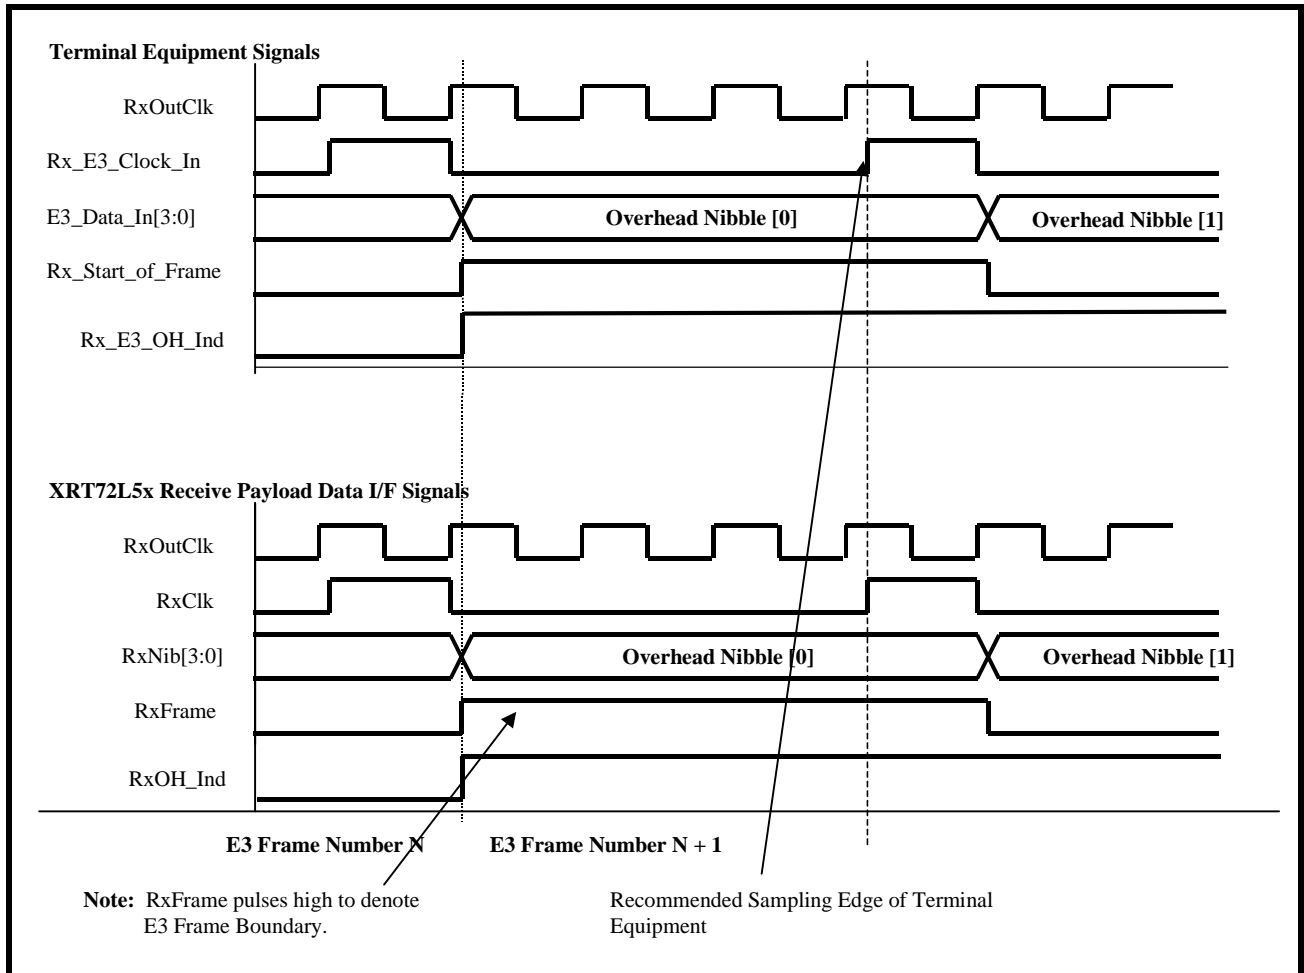 Terminal Equipment Signals
RxOutClk
Rx_E3_Clock_In
E3_Data_In[3:0]
Overhead Nibble [0]
Overhead Nibble [1]
Rx_Start_of_Frame
Rx_E3_OH_Ind
XRT72L5x Receive Payload Data I/F Signals
RxOutClk
RxClk
RxNib[3:0]
Overhead Nibble [0]
Overhead Nibble [1]
RxFrame
RxOH_Ind
E3 Frame Number N
E3 Frame Number N + 1
Note: RxFrame pulses high to denote
E3 Frame Boundary.
Recommended Sampling Edge of Terminal
Equipment